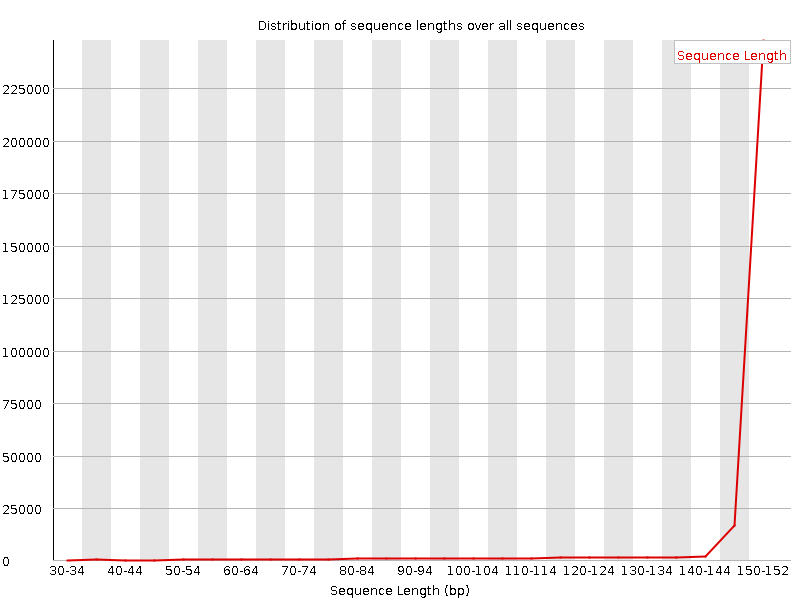 Distribution of sequence lengths over all sequences
Sequence Length
225000
200000
175000
150000
125000
100000
75000
50000
25000
0
30-34 40-44 50-54 60-64 70-74 80-84 90-94 100-104 110-114 120-124 130-134 140-144 150-152
Sequence Length (bp)